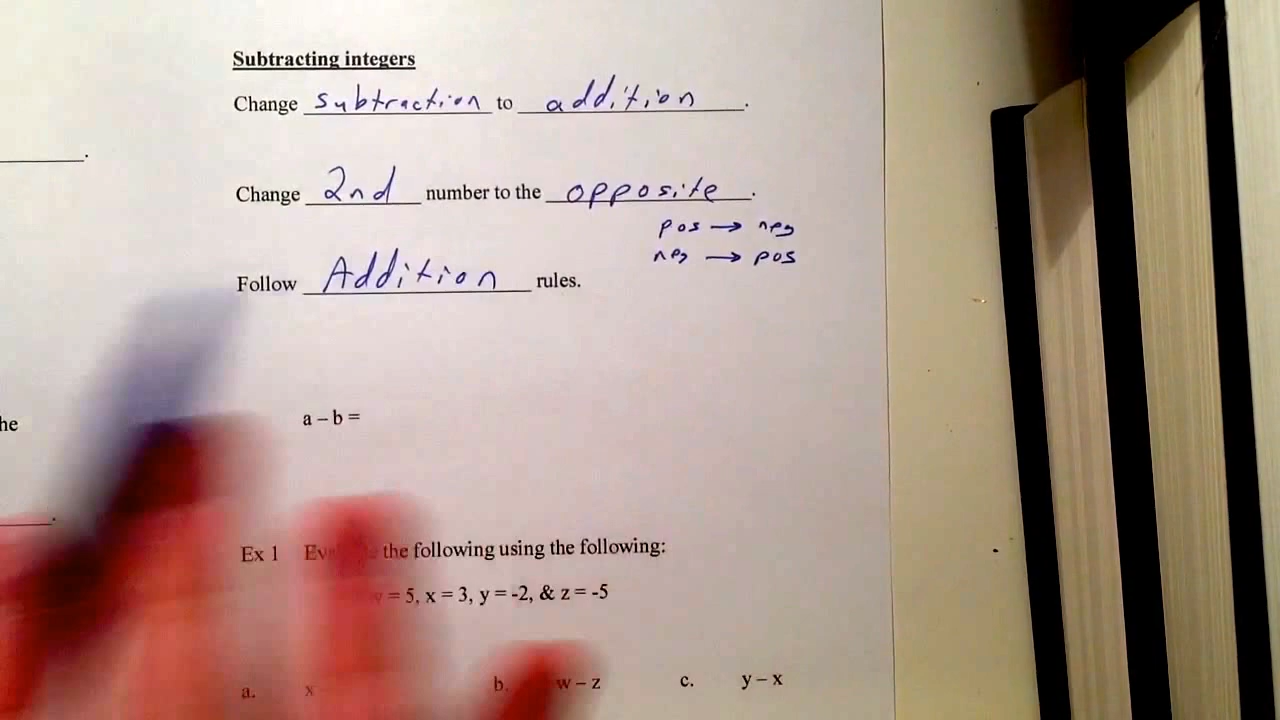 Subtracting integers
Change subtraction to addition.
Change 2nd number to the opposite.
pos → neg
neg → pos
Follow Addition rules.
he
a – b =
Ex 1 the following using the following:
= 5, x = 3, y = -2, & z = -5
a. x b. w – z c. y – x